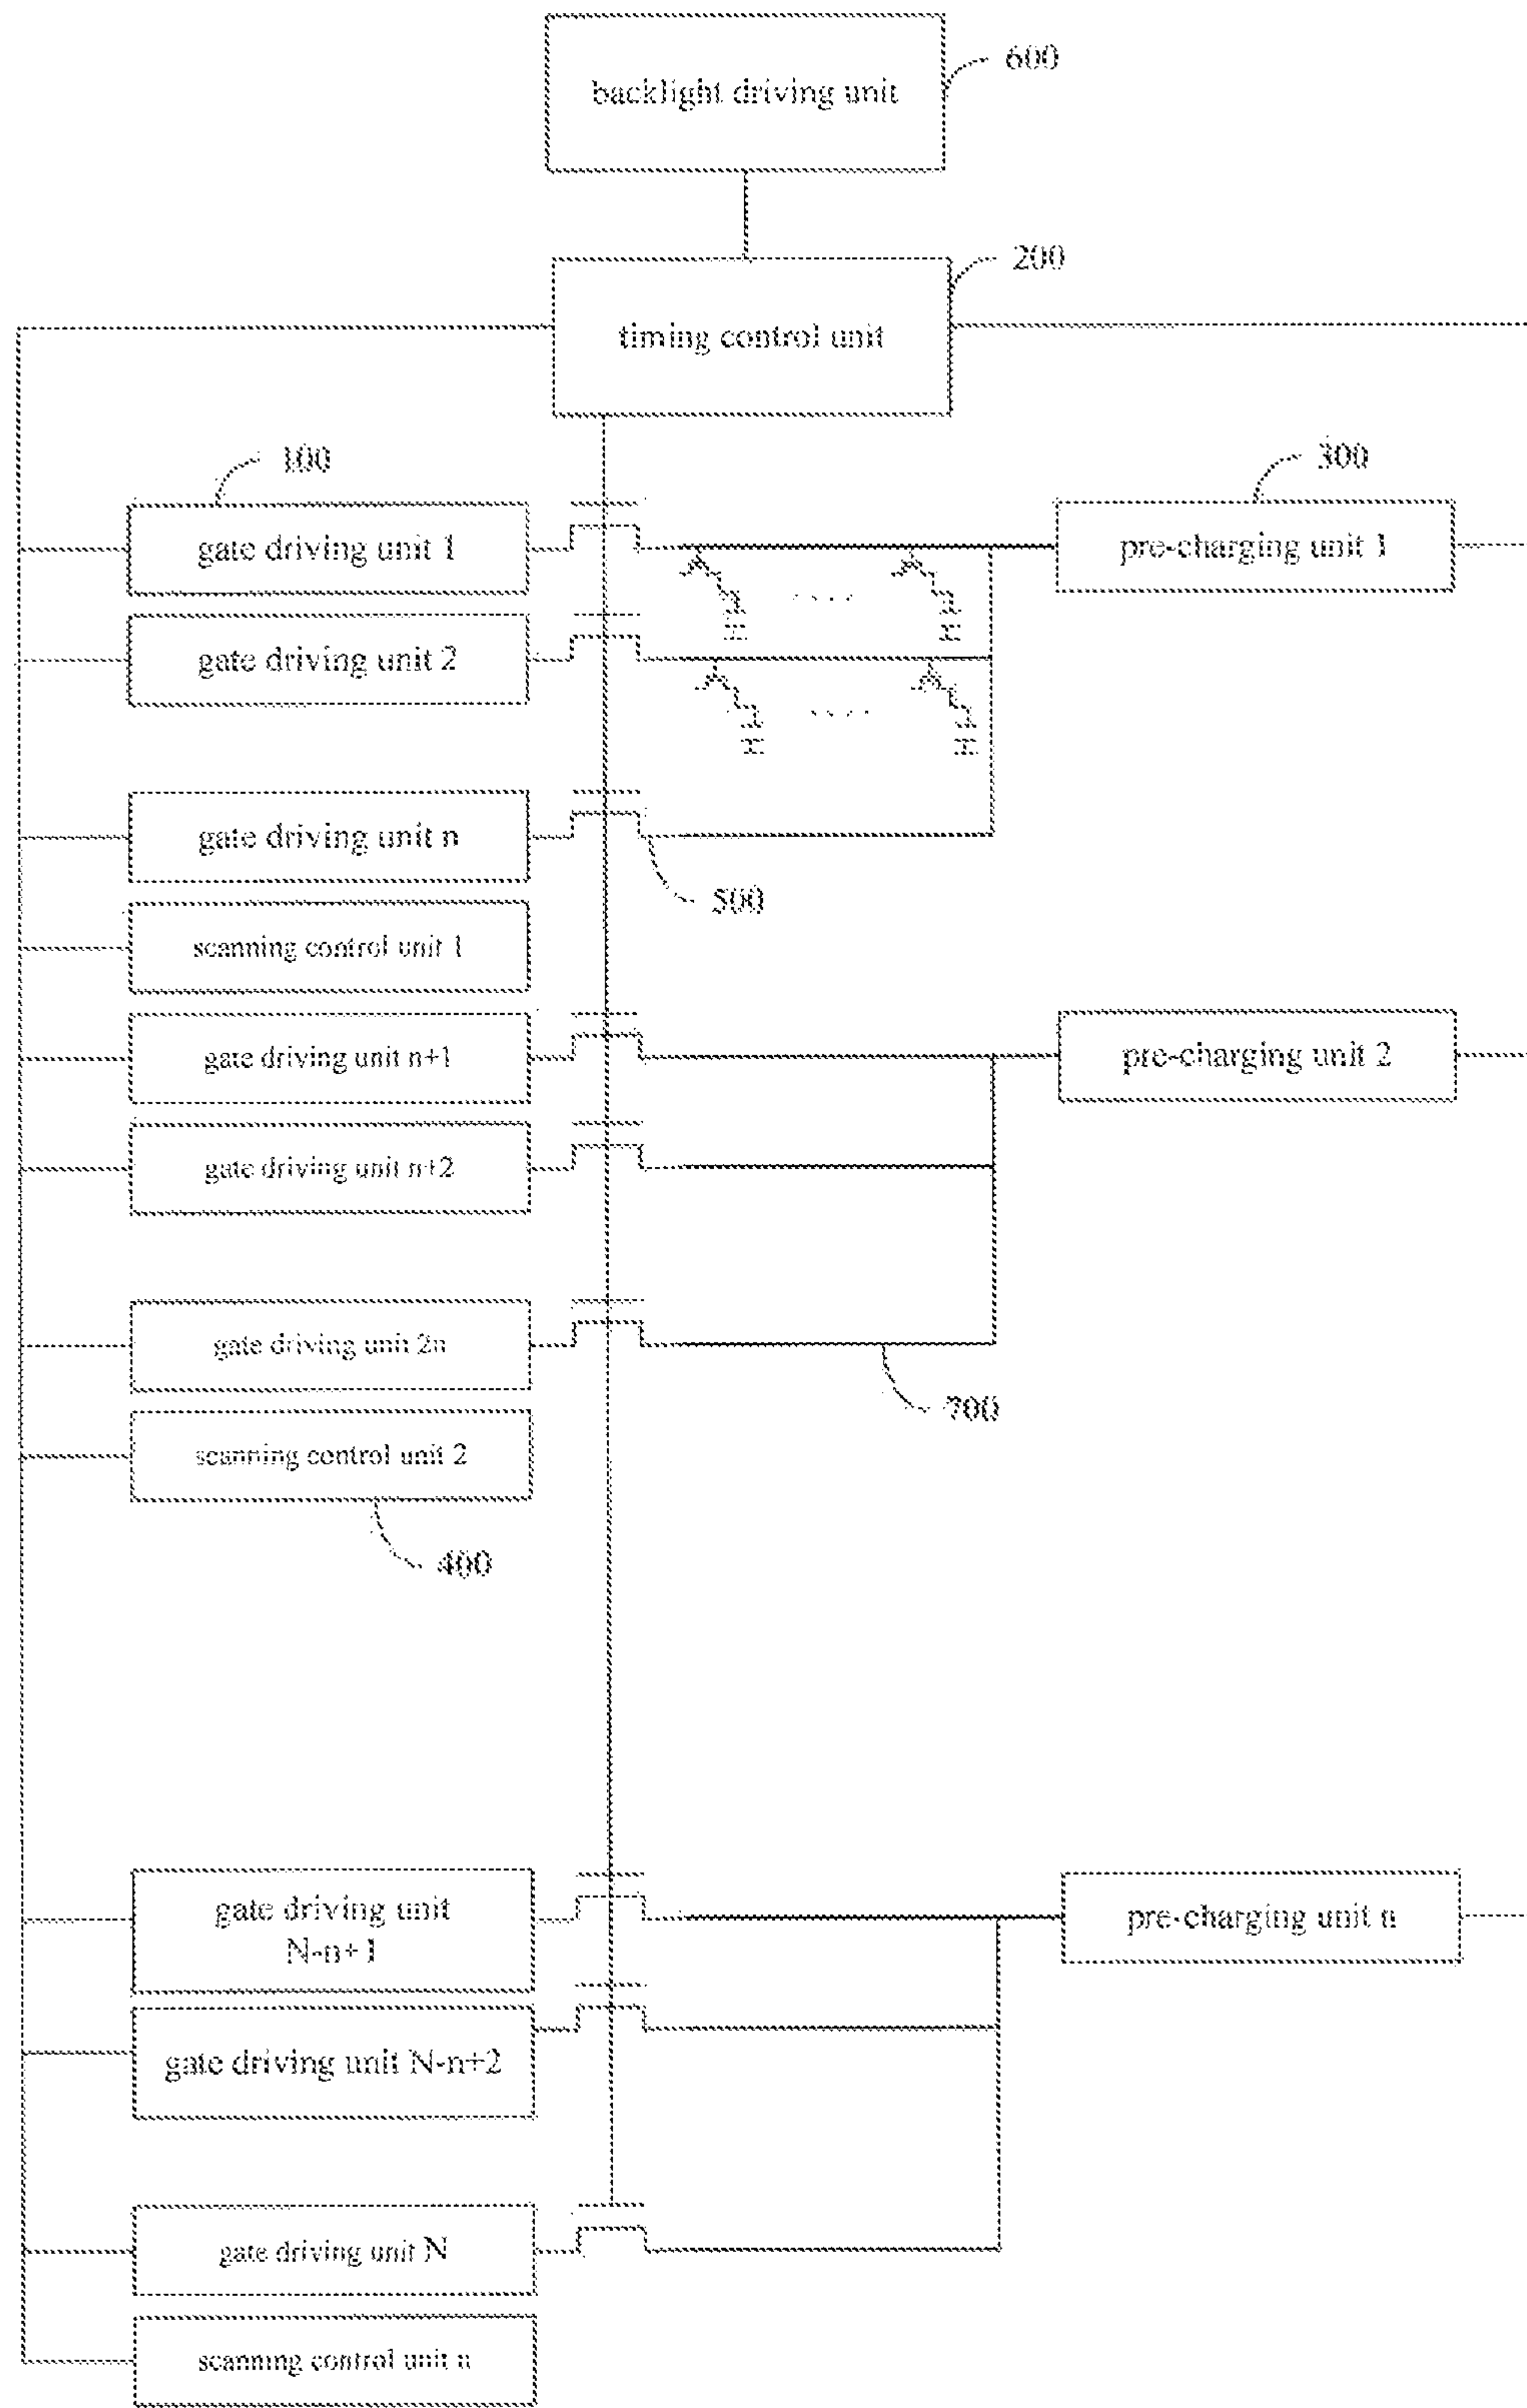 backlight driving unit
600
timing control unit
200
100
300
gate driving unit 1
pre-charging unit 1
gate driving unit 2
gate driving unit n
500
scanning control unit 1
gate driving unit n+1
pre-charging unit 2
gate driving unit n+2
gate driving unit 2n
700
scanning control unit 2
400
gate driving unit
N-n+1
pre-charging unit n
gate driving unit N-n+2
gate driving unit N
scanning control unit n